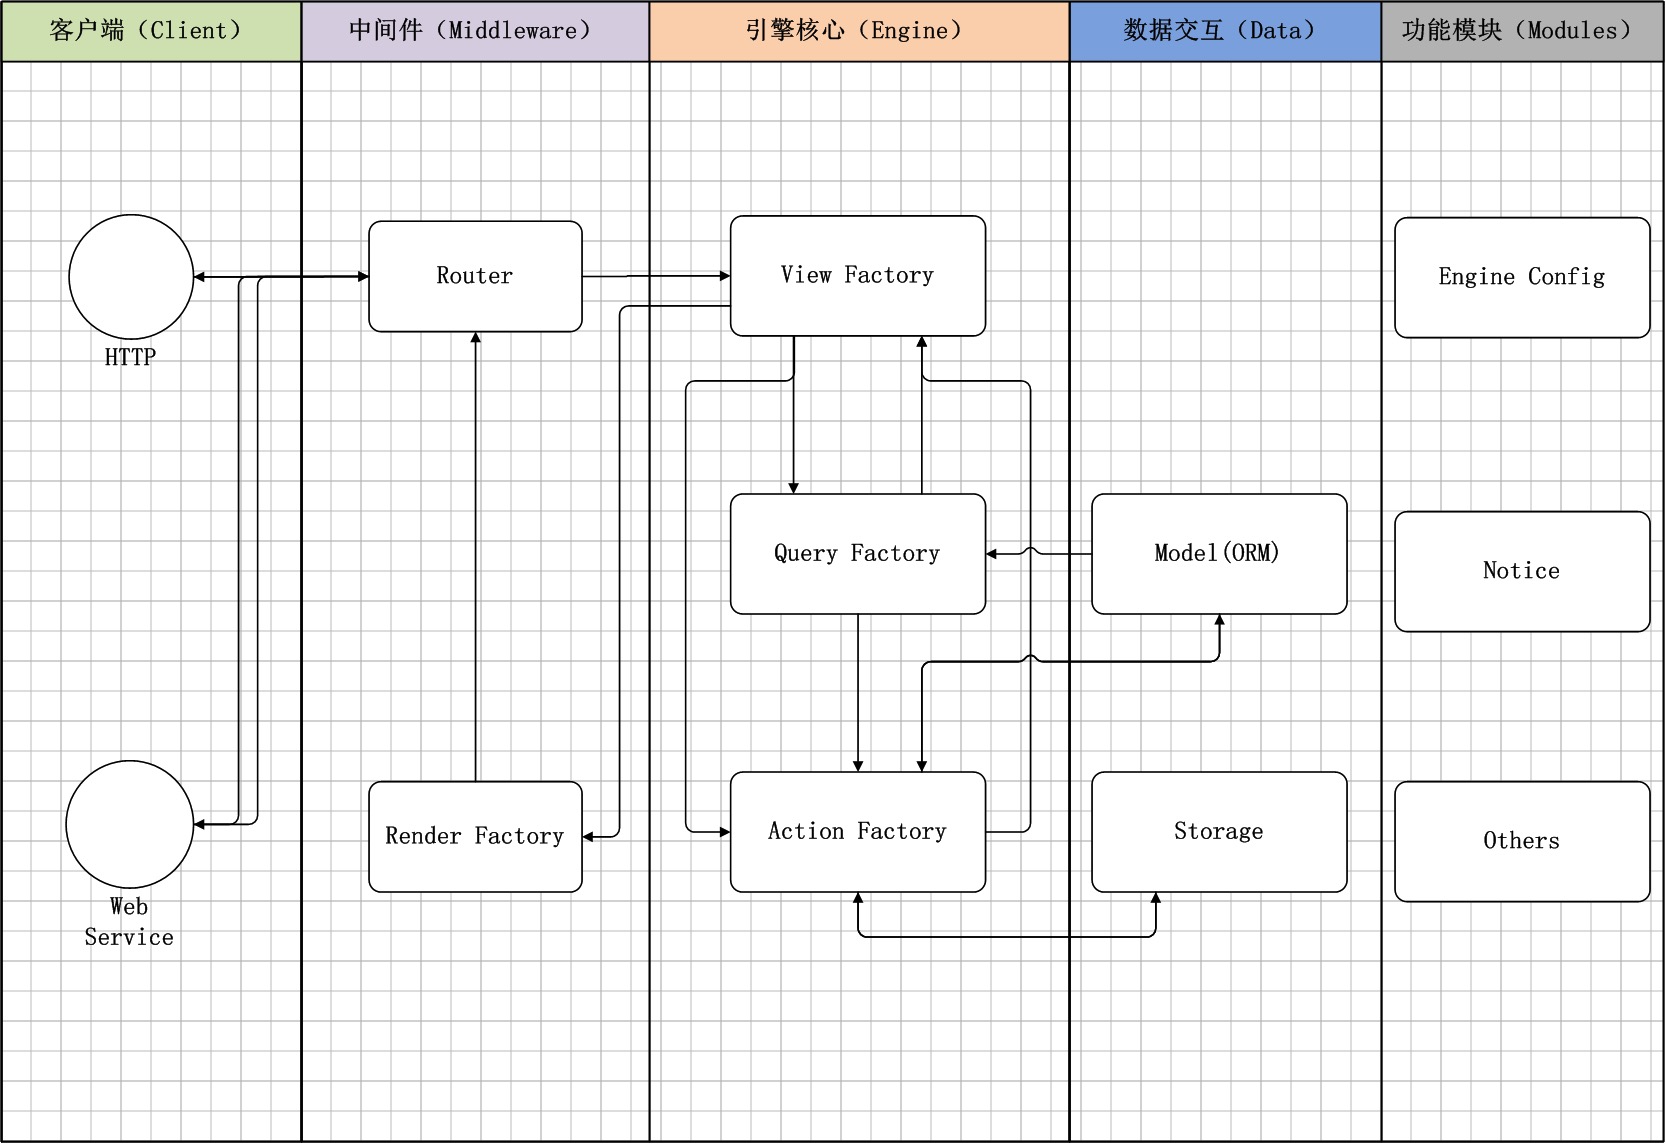 客户端（Client）
中间件（Middleware）
引擎核心（Engine）
数据交互（Data）
功能模块（Modules）
HTTP
Router
View Factory
Engine Config
Query Factory
Model(ORM)
Notice
Web
Service
Render Factory
Action Factory
Storage
Others